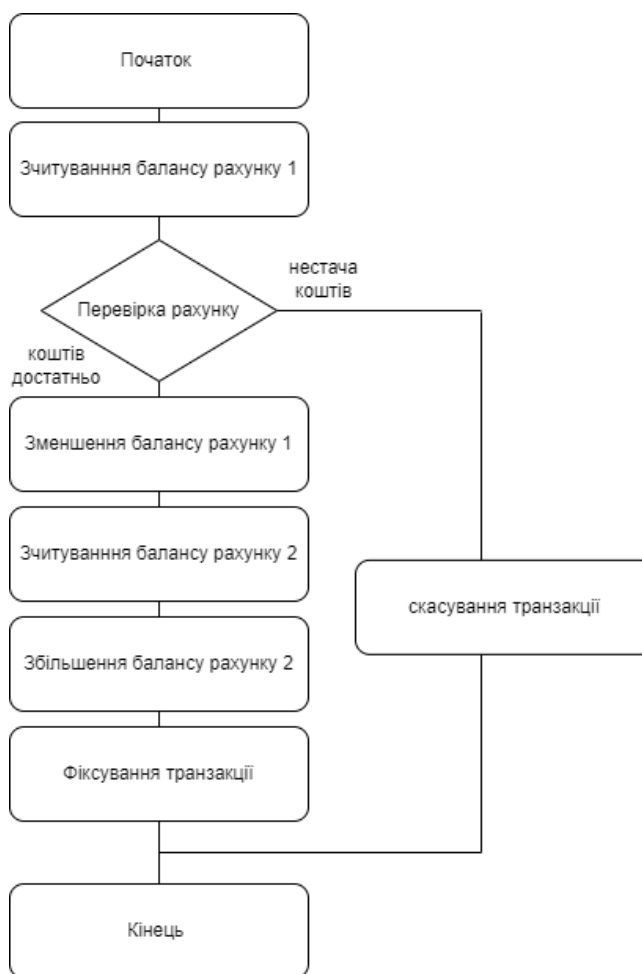 Початок
Зчитуванння балансу рахунку 1
нестача
коштів
Перевірка рахунку
коштів
достатньо
Зменшення балансу рахунку 1
Зчитуванння балансу рахунку 2
скасування транзакції
Збільшення балансу рахунку 2
Фіксування транзакції
Кінець